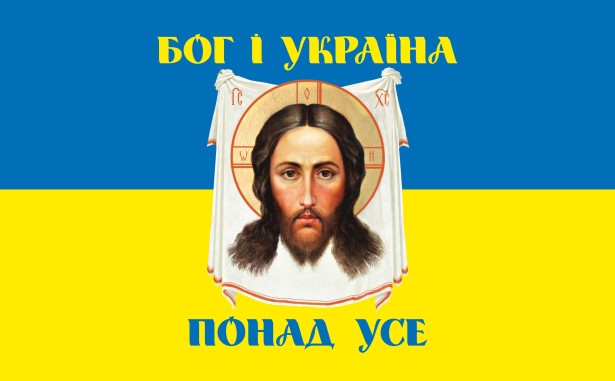 БОГ І УКРАЇНА
ІС ХС
О
Ѡ Н
ПОНАД УСЕ